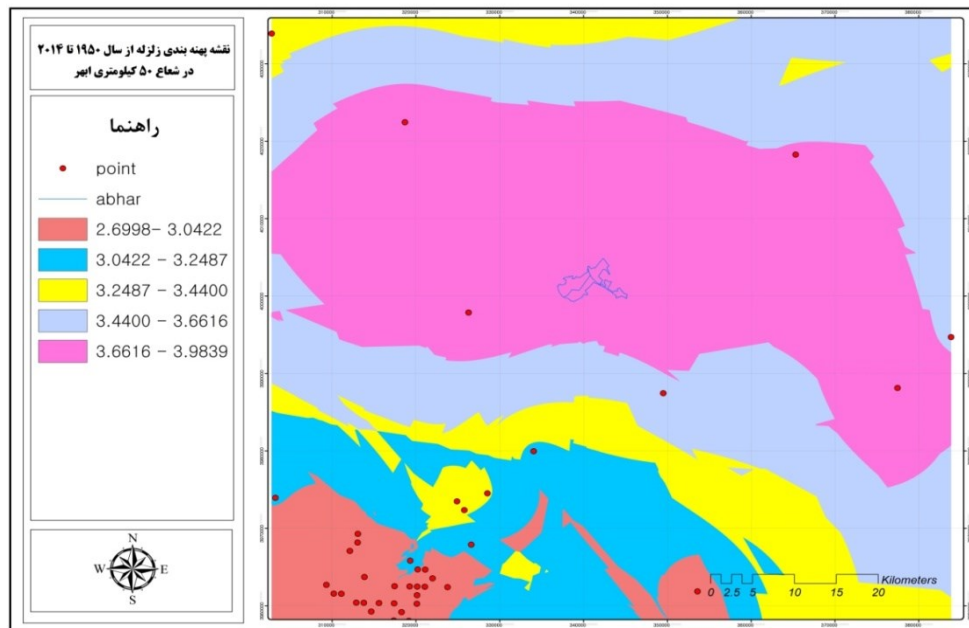 نقشه پهنه بندی زلزله از سال ۱۹۵۰ تا ۲۰۱۴
در شعاع ۵۰ کیلومتری ابهر
راهنما
point
abhar
2.6998- 3.0422
3.0422 - 3.2487
3.2487 - 3.4400
3.4400 - 3.6616
3.6616 - 3.9839
N
W E
S
Kilometers
0 2.5 5 10 15 20